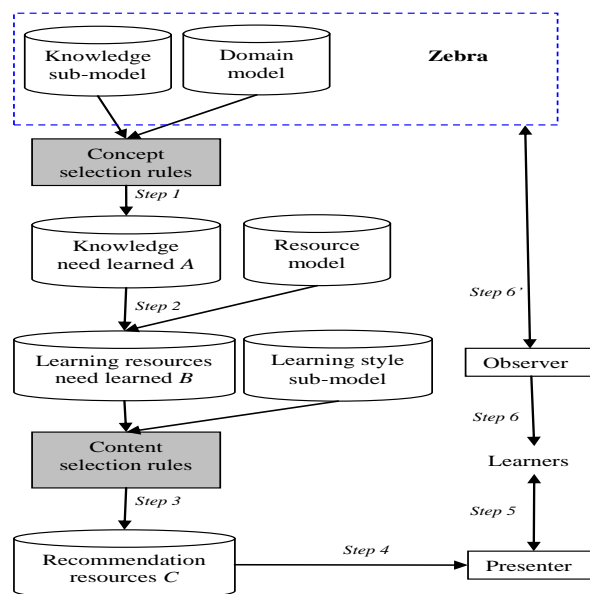 Knowledge
sub-model
Domain
model
Zebra
Concept
selection rules
Step 1
Knowledge
need learned A
Resource
model
Step 2
Step 6’
Learning resources
need learned B
Learning style
sub-model
Observer
Step 6
Content
selection rules
Learners
Step 3
Step 5
Recommendation
resources C
Step 4
Presenter